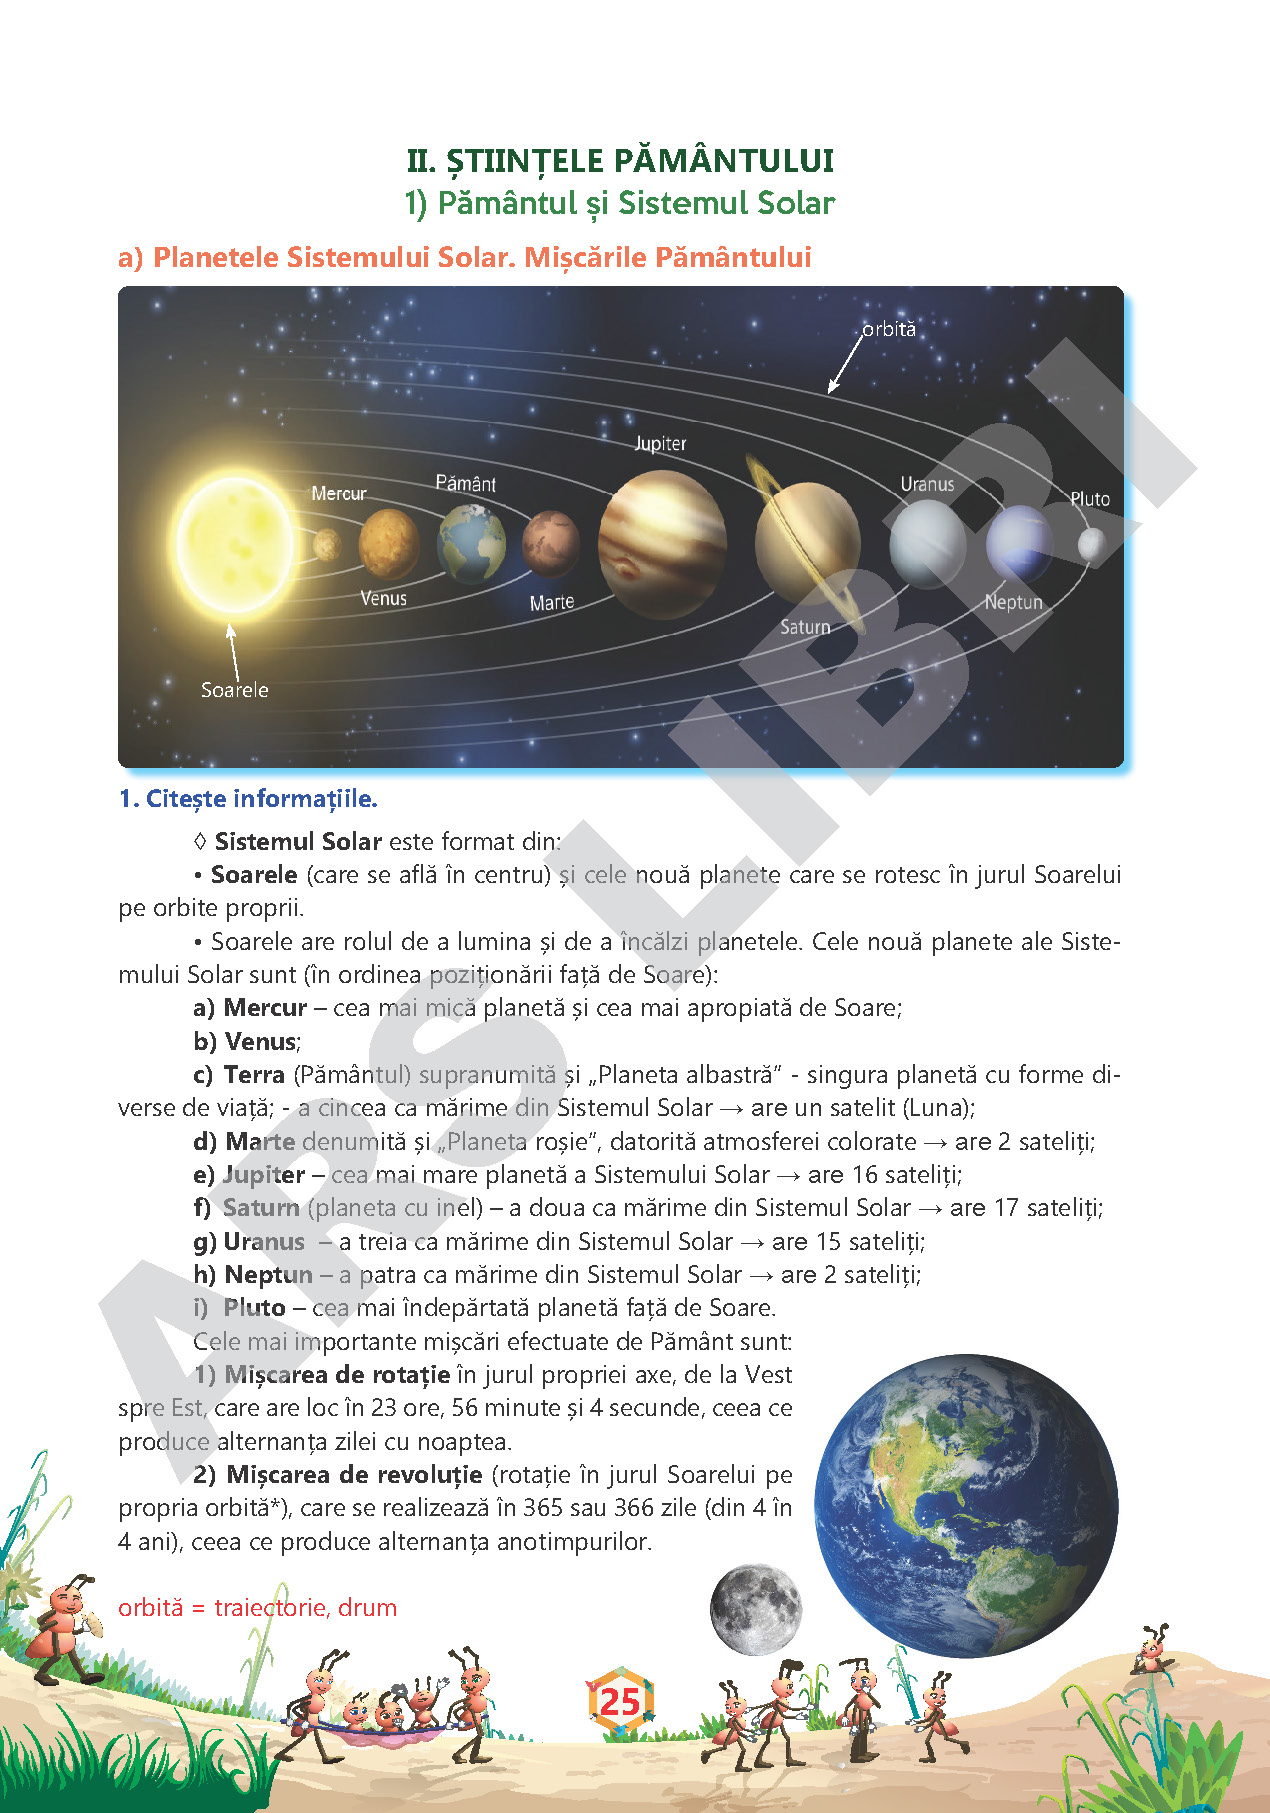 II. ȘTIINȚELE PĂMÂNTULUI
1) Pământul și Sistemul Solar
a) Planetele Sistemului Solar. Mișcările Pământului
orbită
Jupiter
Mercur
Pământ
Uranus
Pluto
Venus
Marte
Saturn
Neptun
Soarele
1. Citește informațiile.
◊ Sistemul Solar este format din:
• Soarele (care se află în centru) și cele nouă planete care se rotesc în jurul Soarelui
pe orbite proprii.
• Soarele are rolul de a lumina și de a încălzi planetele. Cele nouă planete ale Siste-
mului Solar sunt (în ordinea poziționării față de Soare):
a) Mercur – cea mai mică planetă și cea mai apropiată de Soare;
b) Venus;
c) Terra (Pământul) supranumită și „Planeta albastră” - singura planetă cu forme di-
verse de viață; - a cincea ca mărime din Sistemul Solar → are un satelit (Luna);
d) Marte denumită și „Planeta roșie”, datorită atmosferei colorate → are 2 sateliți;
e) Jupiter – cea mai mare planetă a Sistemului Solar → are 16 sateliți;
f) Saturn (planeta cu inel) – a doua ca mărime din Sistemul Solar → are 17 sateliți;
g) Uranus – a treia ca mărime din Sistemul Solar → are 15 sateliți;
h) Neptun – a patra ca mărime din Sistemul Solar → are 2 sateliți;
i) Pluto – cea mai îndepărtată planetă față de Soare.
Cele mai importante mișcări efectuate de Pământ sunt:
1) Mișcarea de rotație în jurul propriei axe, de la Vest
spre Est, care are loc în 23 ore, 56 minute și 4 secunde, ceea ce
produce alternanța zilei cu noaptea.
2) Mișcarea de revoluție (rotație în jurul Soarelui pe
propria orbită*), care se realizează în 365 sau 366 zile (din 4 în
4 ani), ceea ce produce alternanța anotimpurilor.
orbită = traiectorie, drum
25
ARS LIBRI